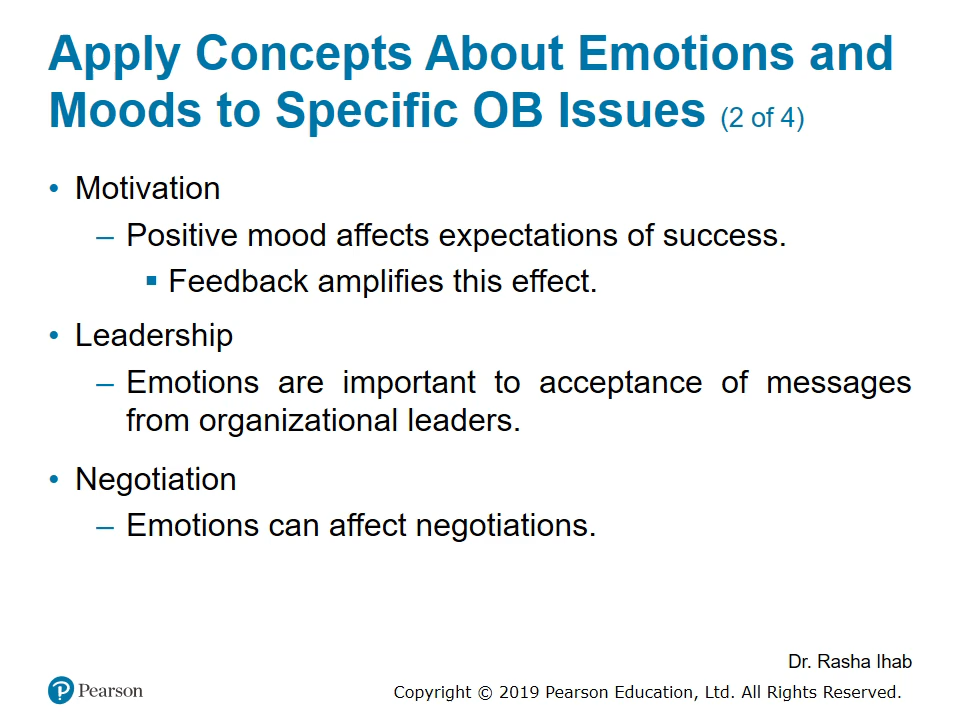 Apply Concepts About Emotions and
Moods to Specific OB Issues (2 of 4)
• Motivation
– Positive mood affects expectations of success.
▪ Feedback amplifies this effect.
• Leadership
– Emotions are important to acceptance of messages
from organizational leaders.
• Negotiation
– Emotions can affect negotiations.
Dr. Rasha Ihab
Pearson
Copyright © 2019 Pearson Education, Ltd. All Rights Reserved.